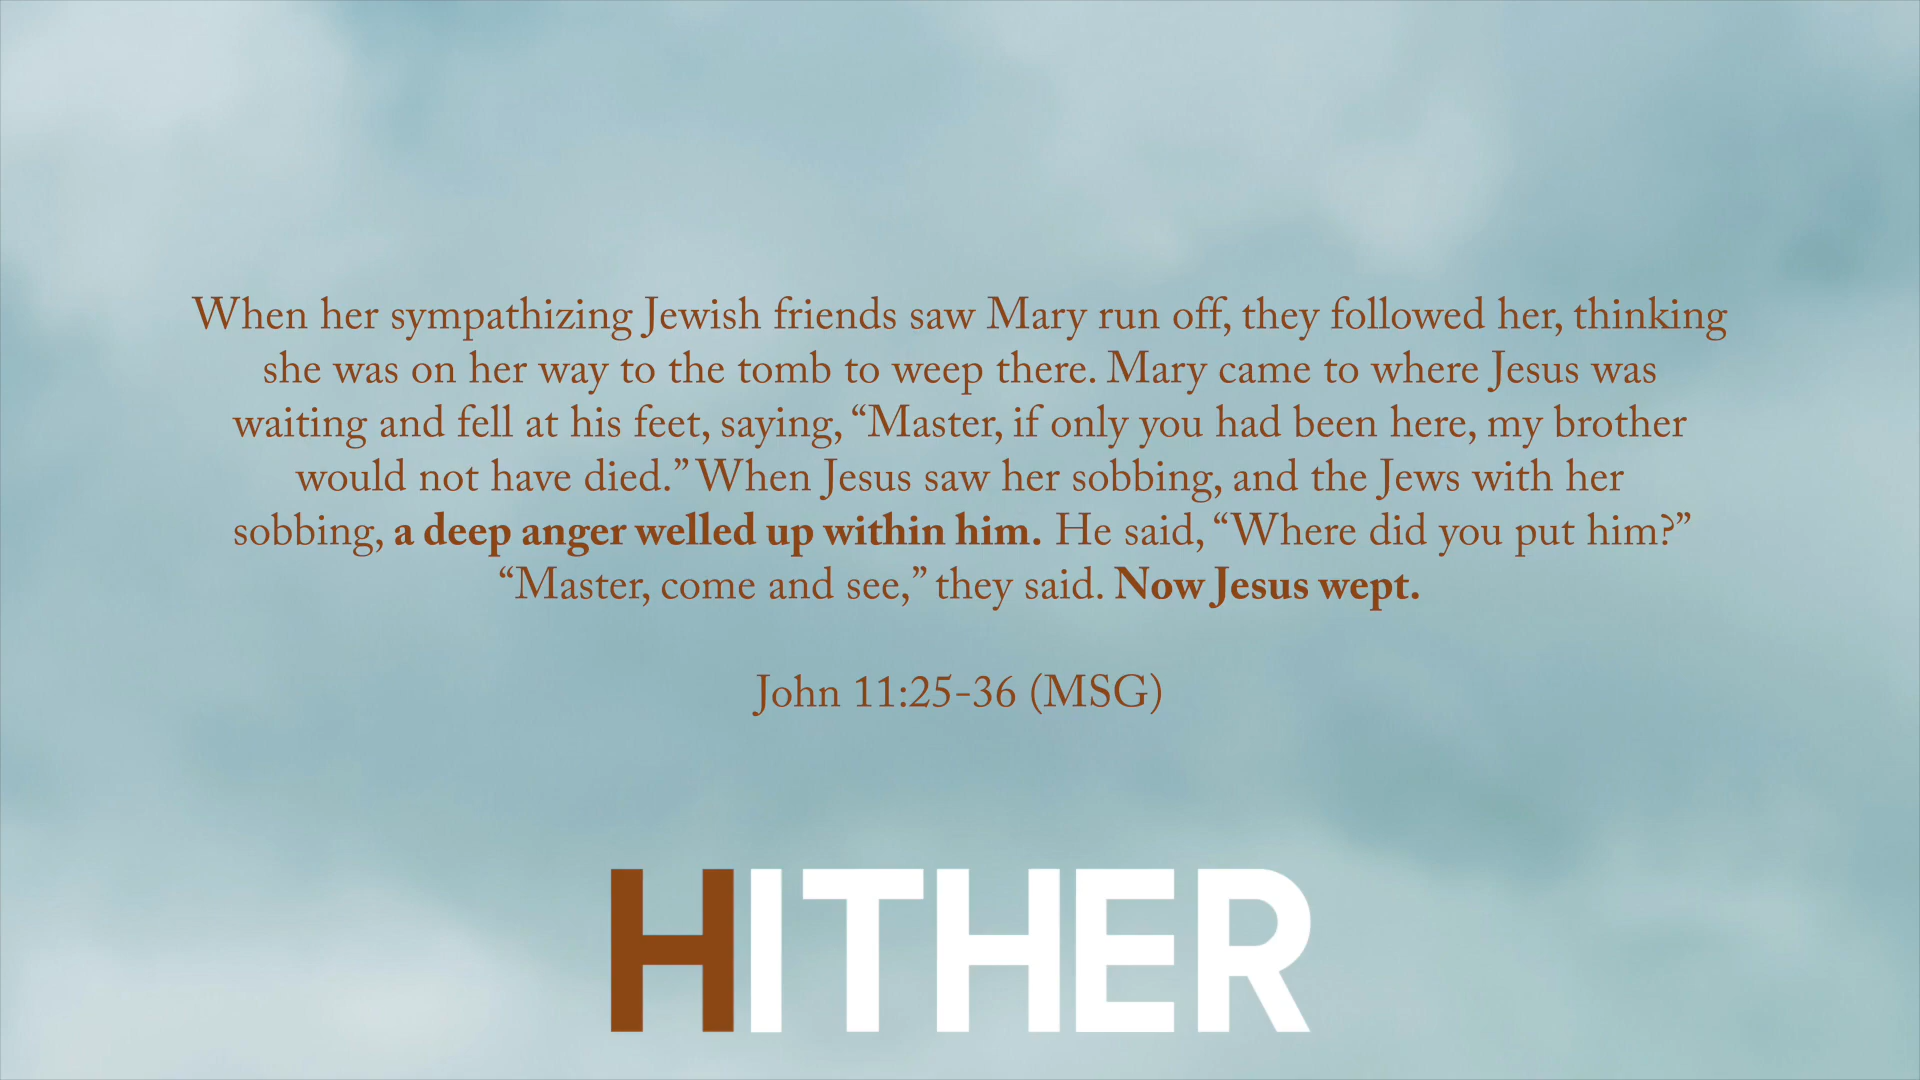 When her sympathizing Jewish friends saw Mary run off, they followed her, thinking
she was on her way to the tomb to weep there. Mary came to where Jesus was
waiting and fell at his feet, saying, “Master, if only you had been here, my brother
would not have died.” When Jesus saw her sobbing, and the Jews with her
sobbing, a deep anger welled up within him. He said, “Where did you put him?”
“Master, come and see,” they said. Now Jesus wept.
John 11:25-36 (MSG)
HITHER